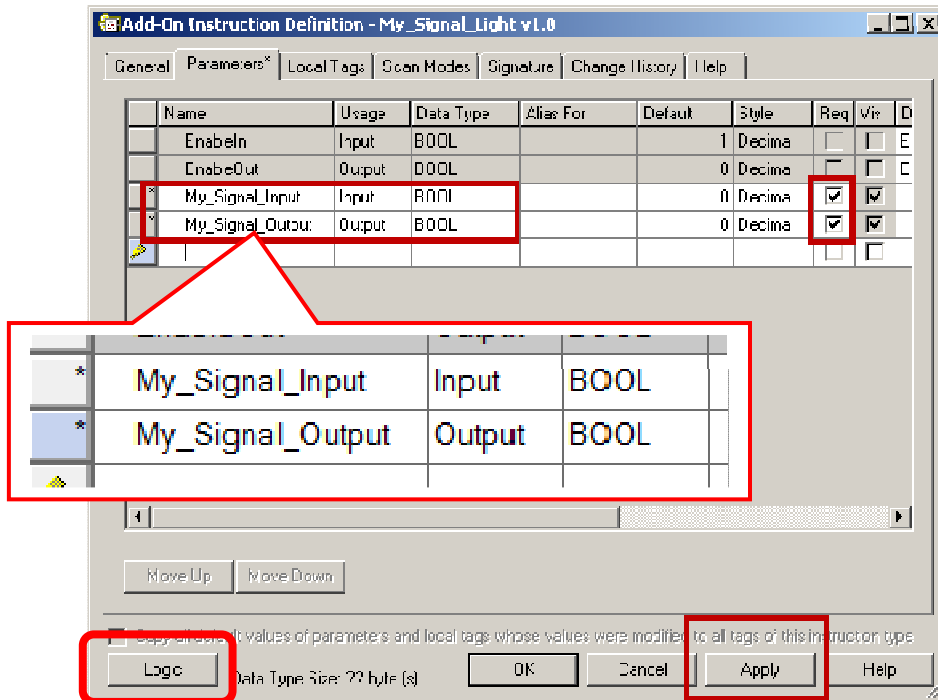 Add-On Instruction Definition - My_Signal_Light v1.0
General Parameters* Local Tags Scan Modes Signature Change History Help
Name Usage Data Type Alias For Default Style Req Vis D
EnableIn Input BOOL 1 Decima E
EnableOut Output BOOL 0 Decima E
* My_Signal_Input Input BOOL 0 Decima
* My_Signal_Output Output BOOL 0 Decima
* My_Signal_Input Input BOOL
* My_Signal_Output Output BOOL
Move Up Move Down
Copy all default values of parameters and local tags whose values were modified to all tags of this instruction type
Logic Data Type Size: ?? byte (s) OK Cancel Apply Help